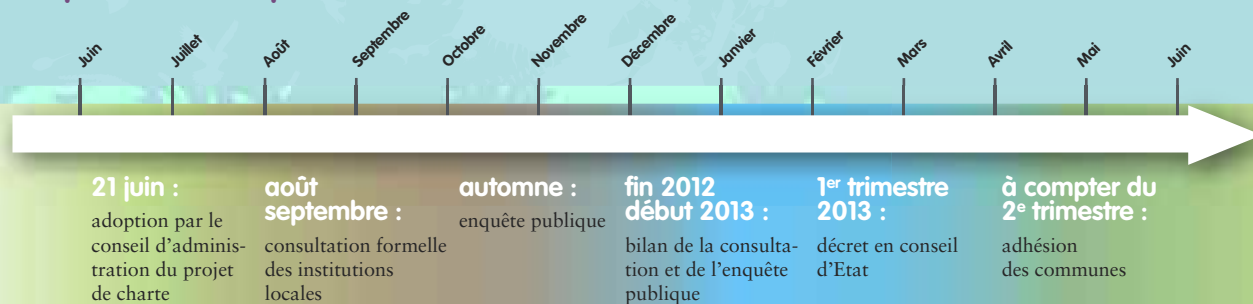 Juin
Juillet
Août
Septembre
Octobre
Novembre
Décembre
Janvier
Février
Mars
Avril
Mai
Juin
21 juin :
adoption par le
conseil d’adminis-
tration du projet
de charte
août
septembre :
consultation formelle
des institutions
locales
automne :
enquête publique
fin 2012
début 2013 :
bilan de la consulta-
tion et de l’enquête
publique
1er trimestre
2013 :
décret en conseil
d’Etat
à compter du
2e trimestre :
adhésion
des communes